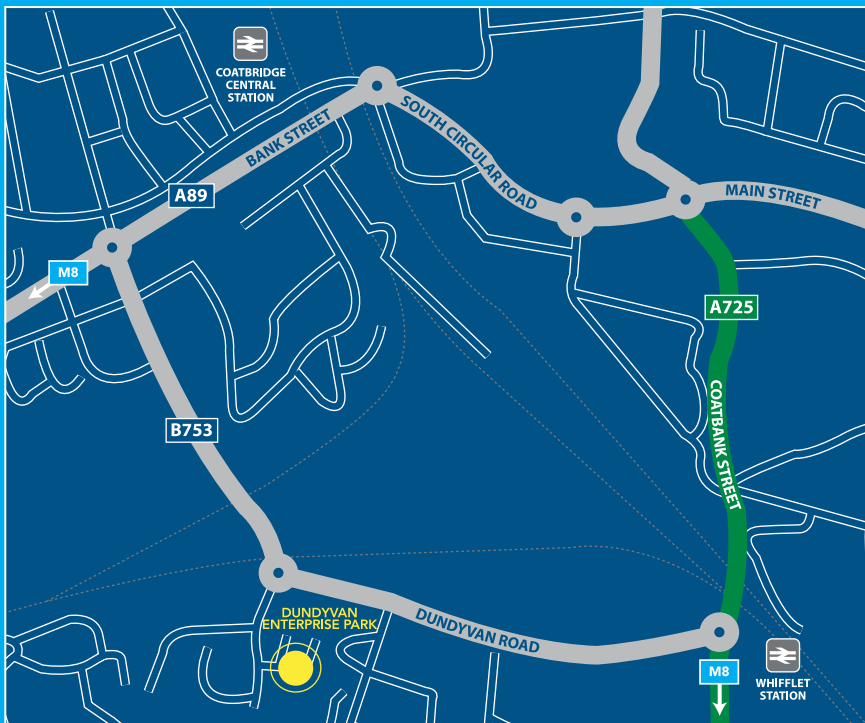 COATBRIDGE
CENTRAL
STATION
BANK STREET
SOUTH CIRCULAR ROAD
MAIN STREET
A89
M8
A725
COATBANK STREET
B753
DUNDYVAN
ENTERPRISE PARK
DUNDYVAN ROAD
M8
WHIFFLET
STATION